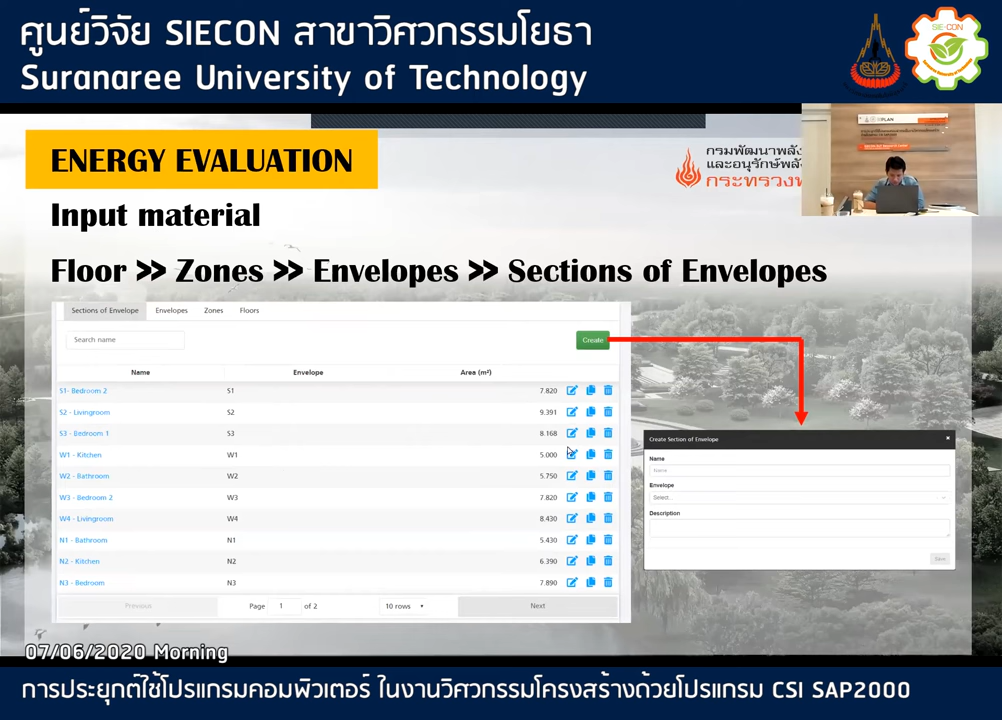 ศูนย์วิจัย SIECON สาขาวิศวกรรมโยธา
Suranaree University of Technology
SIE-CON
ENERGY EVALUATION
กรมพัฒนาพลัง
และอนุรักษ์พลัง
กระทรวงพ
Input material
Floor >> Zones >> Envelopes >> Sections of Envelopes
Sections of Envelope Envelopes Zones Floors
Search name Create
Name Envelope Area (m²)
S1- Bedroom 2 S1 7.820
S2 - Livingroom S2 9.391
S3 - Bedroom 1 S3 8.168
W1 - Kitchen W1 5.000
W2 - Bathroom W2 5.750
W3 - Bedroom 2 W3 7.820
W4 - Livingroom W4 8.430
N1 - Bathroom N1 5.430
N2 - Kitchen N2 6.390
N3 - Bedroom N3 7.890
Previous Page 1 of 2 10 rows Next
Create Section of Envelope ×
Name
Name
Envelope
Select...
Description
Save
07/06/2020 Morning
การประยุกต์ใช้โปรแกรมคอมพิวเตอร์ ในงานวิศวกรรมโครงสร้างด้วยโปรแกรม CSI SAP2000